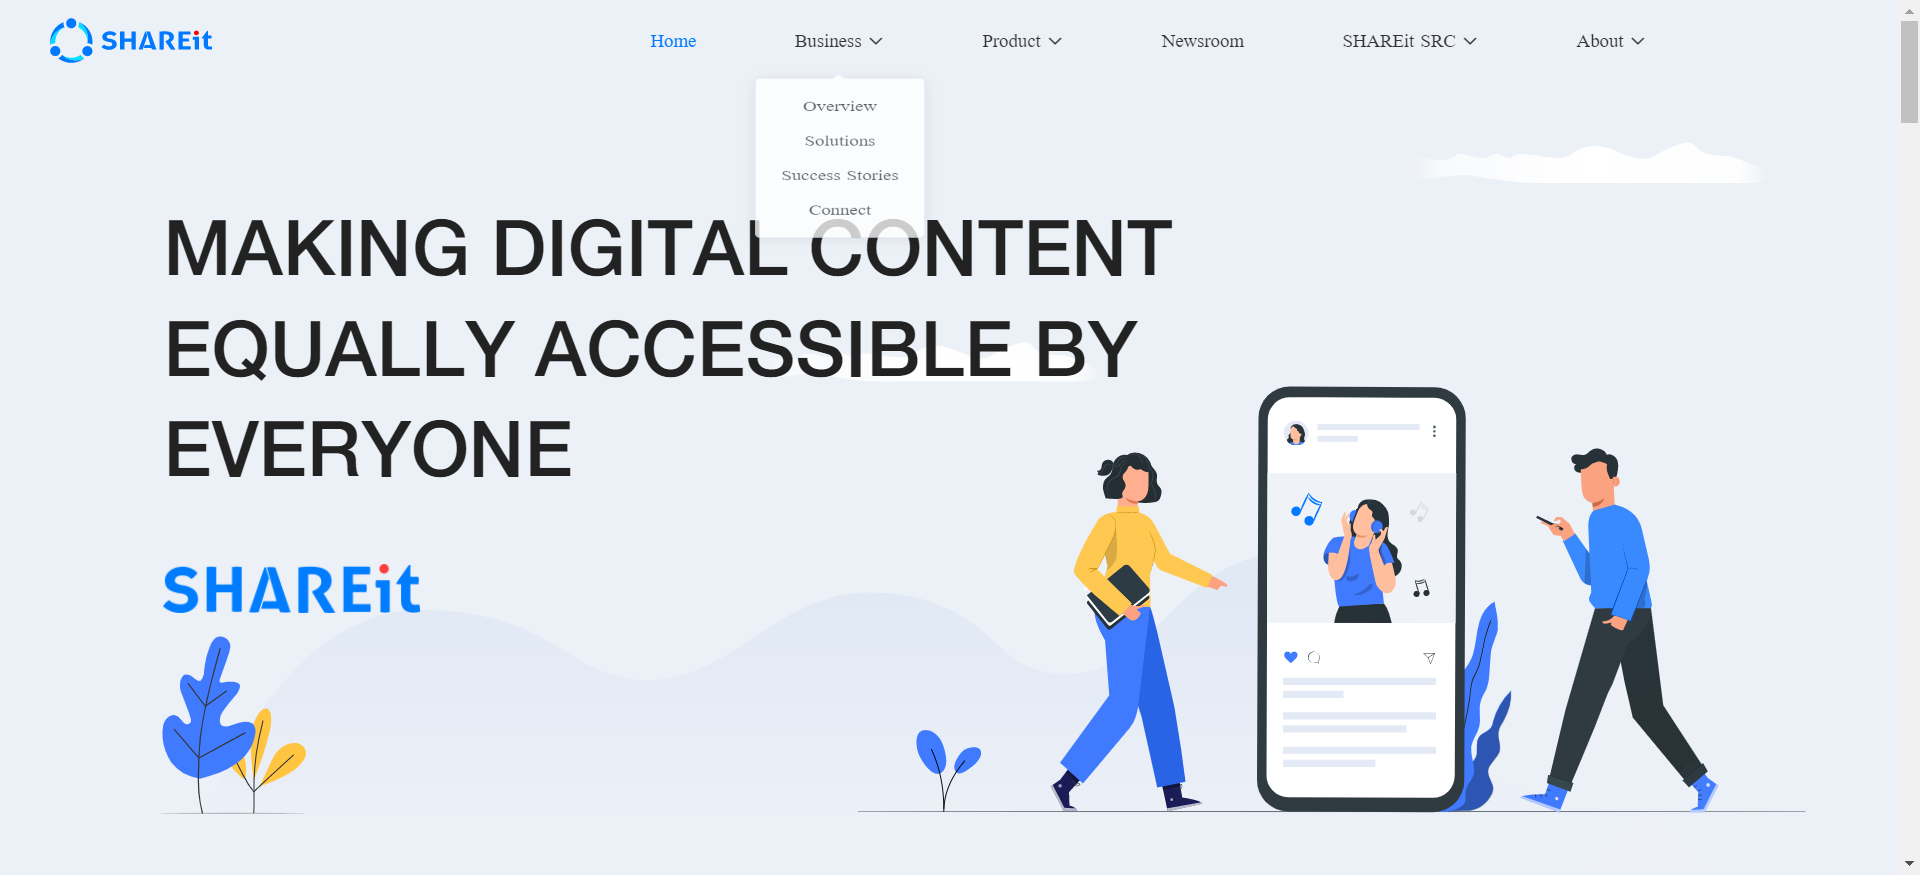 SHAREit
Home
Business
Product
Newsroom
SHAREit SRC
About
Overview
Solutions
Success Stories
Connect
MAKING DIGITAL CONTENT
EQUALLY ACCESSIBLE BY
EVERYONE
SHAREit